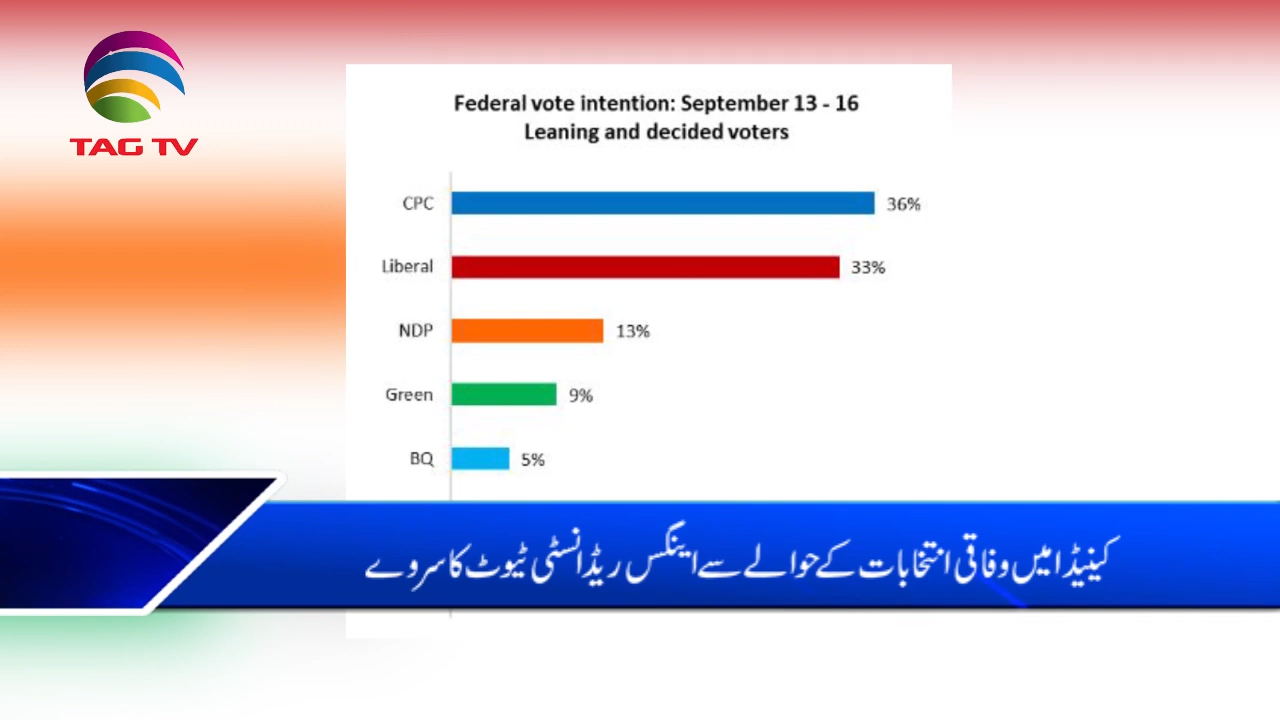 TAG TV
Federal vote intention: September 13 - 16
Leaning and decided voters
CPC 36%
Liberal 33%
NDP 13%
Green 9%
BQ 5%
کینیڈا میں وفاقی انتخابات کے حوالے سے اینگس ریڈ انسٹی ٹیوٹ کا سروے